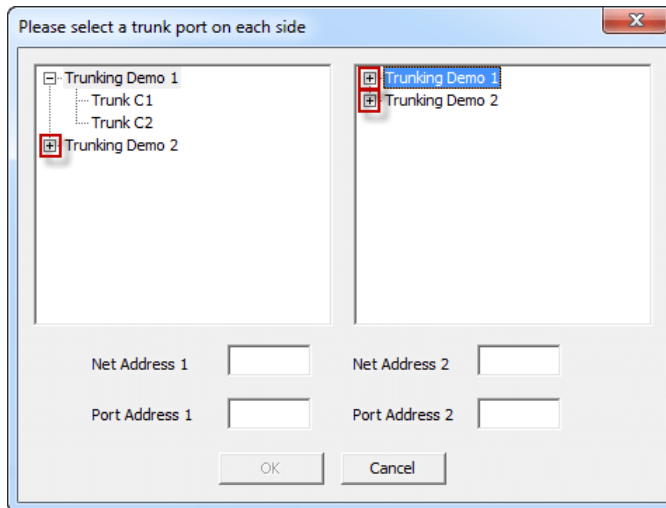 Please select a trunk port on each side
Trunking Demo 1
Trunk C1
Trunk C2
Trunking Demo 2
Trunking Demo 1
Trunking Demo 2
Net Address 1
Net Address 2
Port Address 1
Port Address 2
OK
Cancel